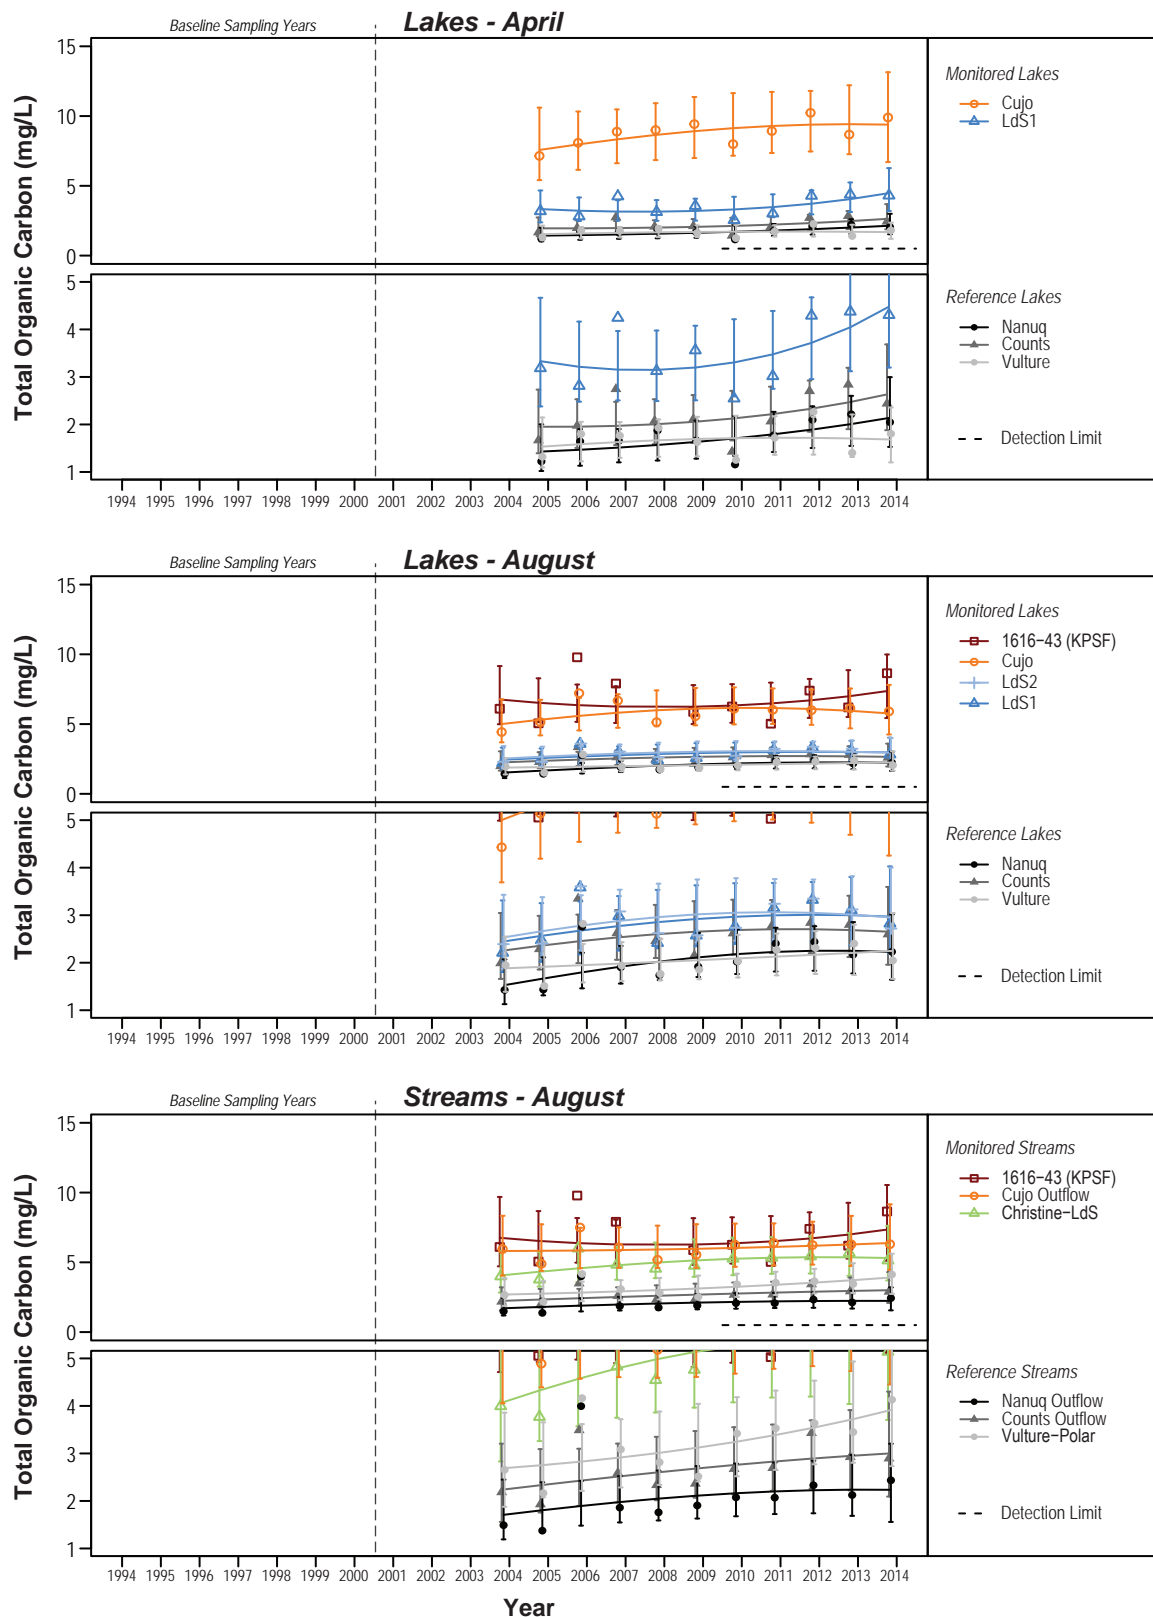 Baseline Sampling Years
Lakes - April
Total Organic Carbon (mg/L)
15
10
5
0
5
4
3
2
1
1994 1995 1996 1997 1998 1999 2000 2001 2002 2003 2004 2005 2006 2007 2008 2009 2010 2011 2012 2013 2014
Monitored Lakes
Cujo
LdS1
Reference Lakes
Nanuq
Counts
Vulture
Detection Limit
Baseline Sampling Years
Lakes - August
Total Organic Carbon (mg/L)
15
10
5
0
5
4
3
2
1
1994 1995 1996 1997 1998 1999 2000 2001 2002 2003 2004 2005 2006 2007 2008 2009 2010 2011 2012 2013 2014
Monitored Lakes
1616−43 (KPSF)
Cujo
LdS2
LdS1
Reference Lakes
Nanuq
Counts
Vulture
Detection Limit
Baseline Sampling Years
Streams - August
Total Organic Carbon (mg/L)
15
10
5
0
5
4
3
2
1
1994 1995 1996 1997 1998 1999 2000 2001 2002 2003 2004 2005 2006 2007 2008 2009 2010 2011 2012 2013 2014
Year
Monitored Streams
1616−43 (KPSF)
Cujo Outflow
Christine−LdS
Reference Streams
Nanuq Outflow
Counts Outflow
Vulture−Polar
Detection Limit